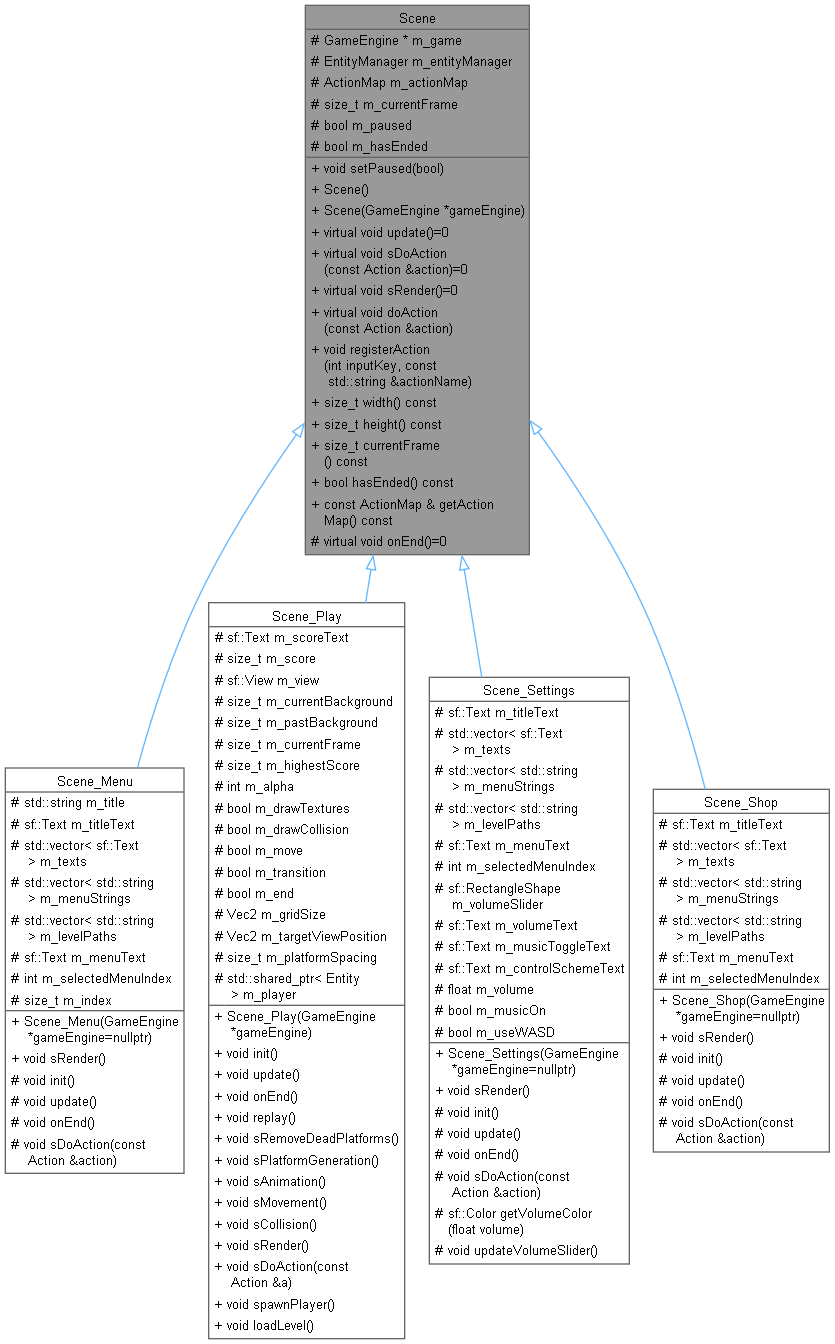 Scene
# GameEngine * m_game
# EntityManager m_entityManager
# ActionMap m_actionMap
# size_t m_currentFrame
# bool m_paused
# bool m_hasEnded
+ void setPaused(bool)
+ Scene()
+ Scene(GameEngine *gameEngine)
+ virtual void update()=0
+ virtual void sDoAction
(const Action &action)=0
+ virtual void sRender()=0
+ virtual void doAction
(const Action &action)
+ void registerAction
(int inputKey, const
std::string &actionName)
+ size_t width() const
+ size_t height() const
+ size_t currentFrame
() const
+ bool hasEnded() const
+ const ActionMap & getAction
Map() const
# virtual void onEnd()=0
Scene_Menu
# std::string m_title
# sf::Text m_titleText
# std::vector< sf::Text
> m_texts
# std::vector< std::string
> m_menuStrings
# std::vector< std::string
> m_levelPaths
# sf::Text m_menuText
# int m_selectedMenuIndex
# size_t m_index
+ Scene_Menu(GameEngine
*gameEngine=nullptr)
+ void sRender()
# void init()
# void update()
# void onEnd()
# void sDoAction(const
Action &action)
Scene_Play
# sf::Text m_scoreText
# size_t m_score
# sf::View m_view
# size_t m_currentBackground
# size_t m_pastBackground
# size_t m_currentFrame
# size_t m_highestScore
# int m_alpha
# bool m_drawTextures
# bool m_drawCollision
# bool m_move
# bool m_transition
# bool m_end
# Vec2 m_gridSize
# Vec2 m_targetViewPosition
# size_t m_platformSpacing
# std::shared_ptr< Entity
> m_player
+ Scene_Play(GameEngine
*gameEngine)
+ void init()
+ void update()
+ void onEnd()
+ void replay()
+ void sRemoveDeadPlatforms()
+ void sPlatformGeneration()
+ void sAnimation()
+ void sMovement()
+ void sCollision()
+ void sRender()
+ void sDoAction(const
Action &a)
+ void spawnPlayer()
+ void loadLevel()
Scene_Settings
# sf::Text m_titleText
# std::vector< sf::Text
> m_texts
# std::vector< std::string
> m_menuStrings
# std::vector< std::string
> m_levelPaths
# sf::Text m_menuText
# int m_selectedMenuIndex
# sf::RectangleShape
m_volumeSlider
# sf::Text m_volumeText
# sf::Text m_musicToggleText
# sf::Text m_controlSchemeText
# float m_volume
# bool m_musicOn
# bool m_useWASD
+ Scene_Settings(GameEngine
*gameEngine=nullptr)
+ void sRender()
# void init()
# void update()
# void onEnd()
# void sDoAction(const
Action &action)
# sf::Color getVolumeColor
(float volume)
# void updateVolumeSlider()
Scene_Shop
# sf::Text m_titleText
# std::vector< sf::Text
> m_texts
# std::vector< std::string
> m_menuStrings
# std::vector< std::string
> m_levelPaths
# sf::Text m_menuText
# int m_selectedMenuIndex
+ Scene_Shop(GameEngine
*gameEngine=nullptr)
+ void sRender()
# void init()
# void update()
# void onEnd()
# void sDoAction(const
Action &action)